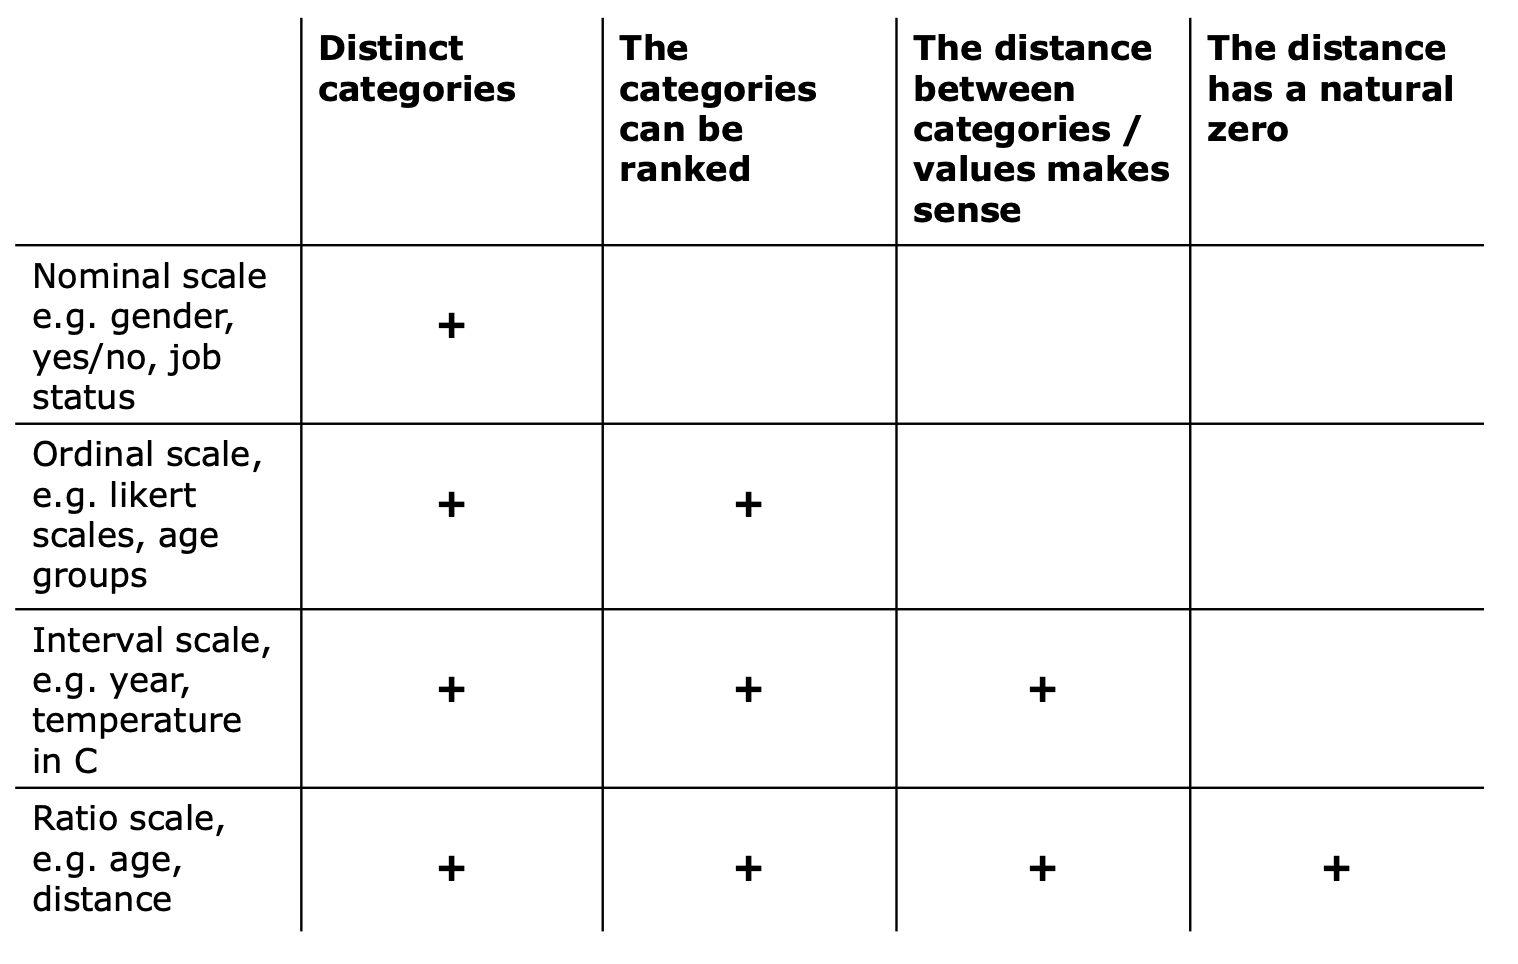 Distinct
categories
The
categories
can be
ranked
The distance
between
categories /
values makes
sense
The distance
has a natural
zero
Nominal scale
e.g. gender,
yes/no, job
status
+
Ordinal scale,
e.g. likert
scales, age
groups
+ +
Interval scale,
e.g. year,
temperature
in C
+ + +
Ratio scale,
e.g. age,
distance
+ + + +